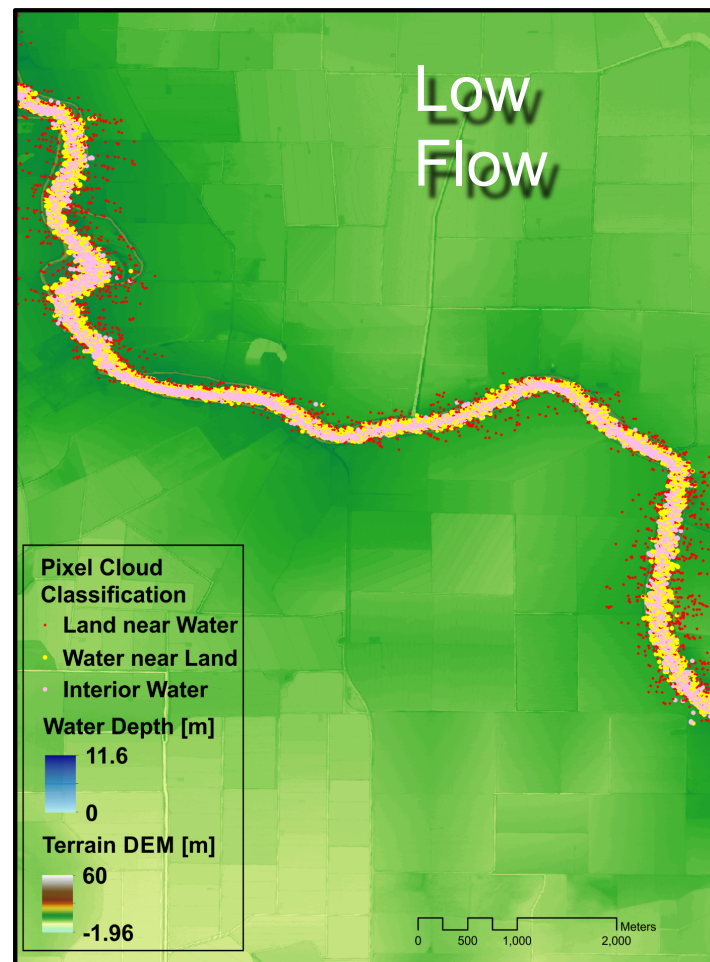 Low
Flow
Pixel Cloud
Classification
Land near Water
Water near Land
Interior Water
Water Depth [m]
11.6
0
Terrain DEM [m]
60
-1.96
Meters
0 500 1,000 2,000